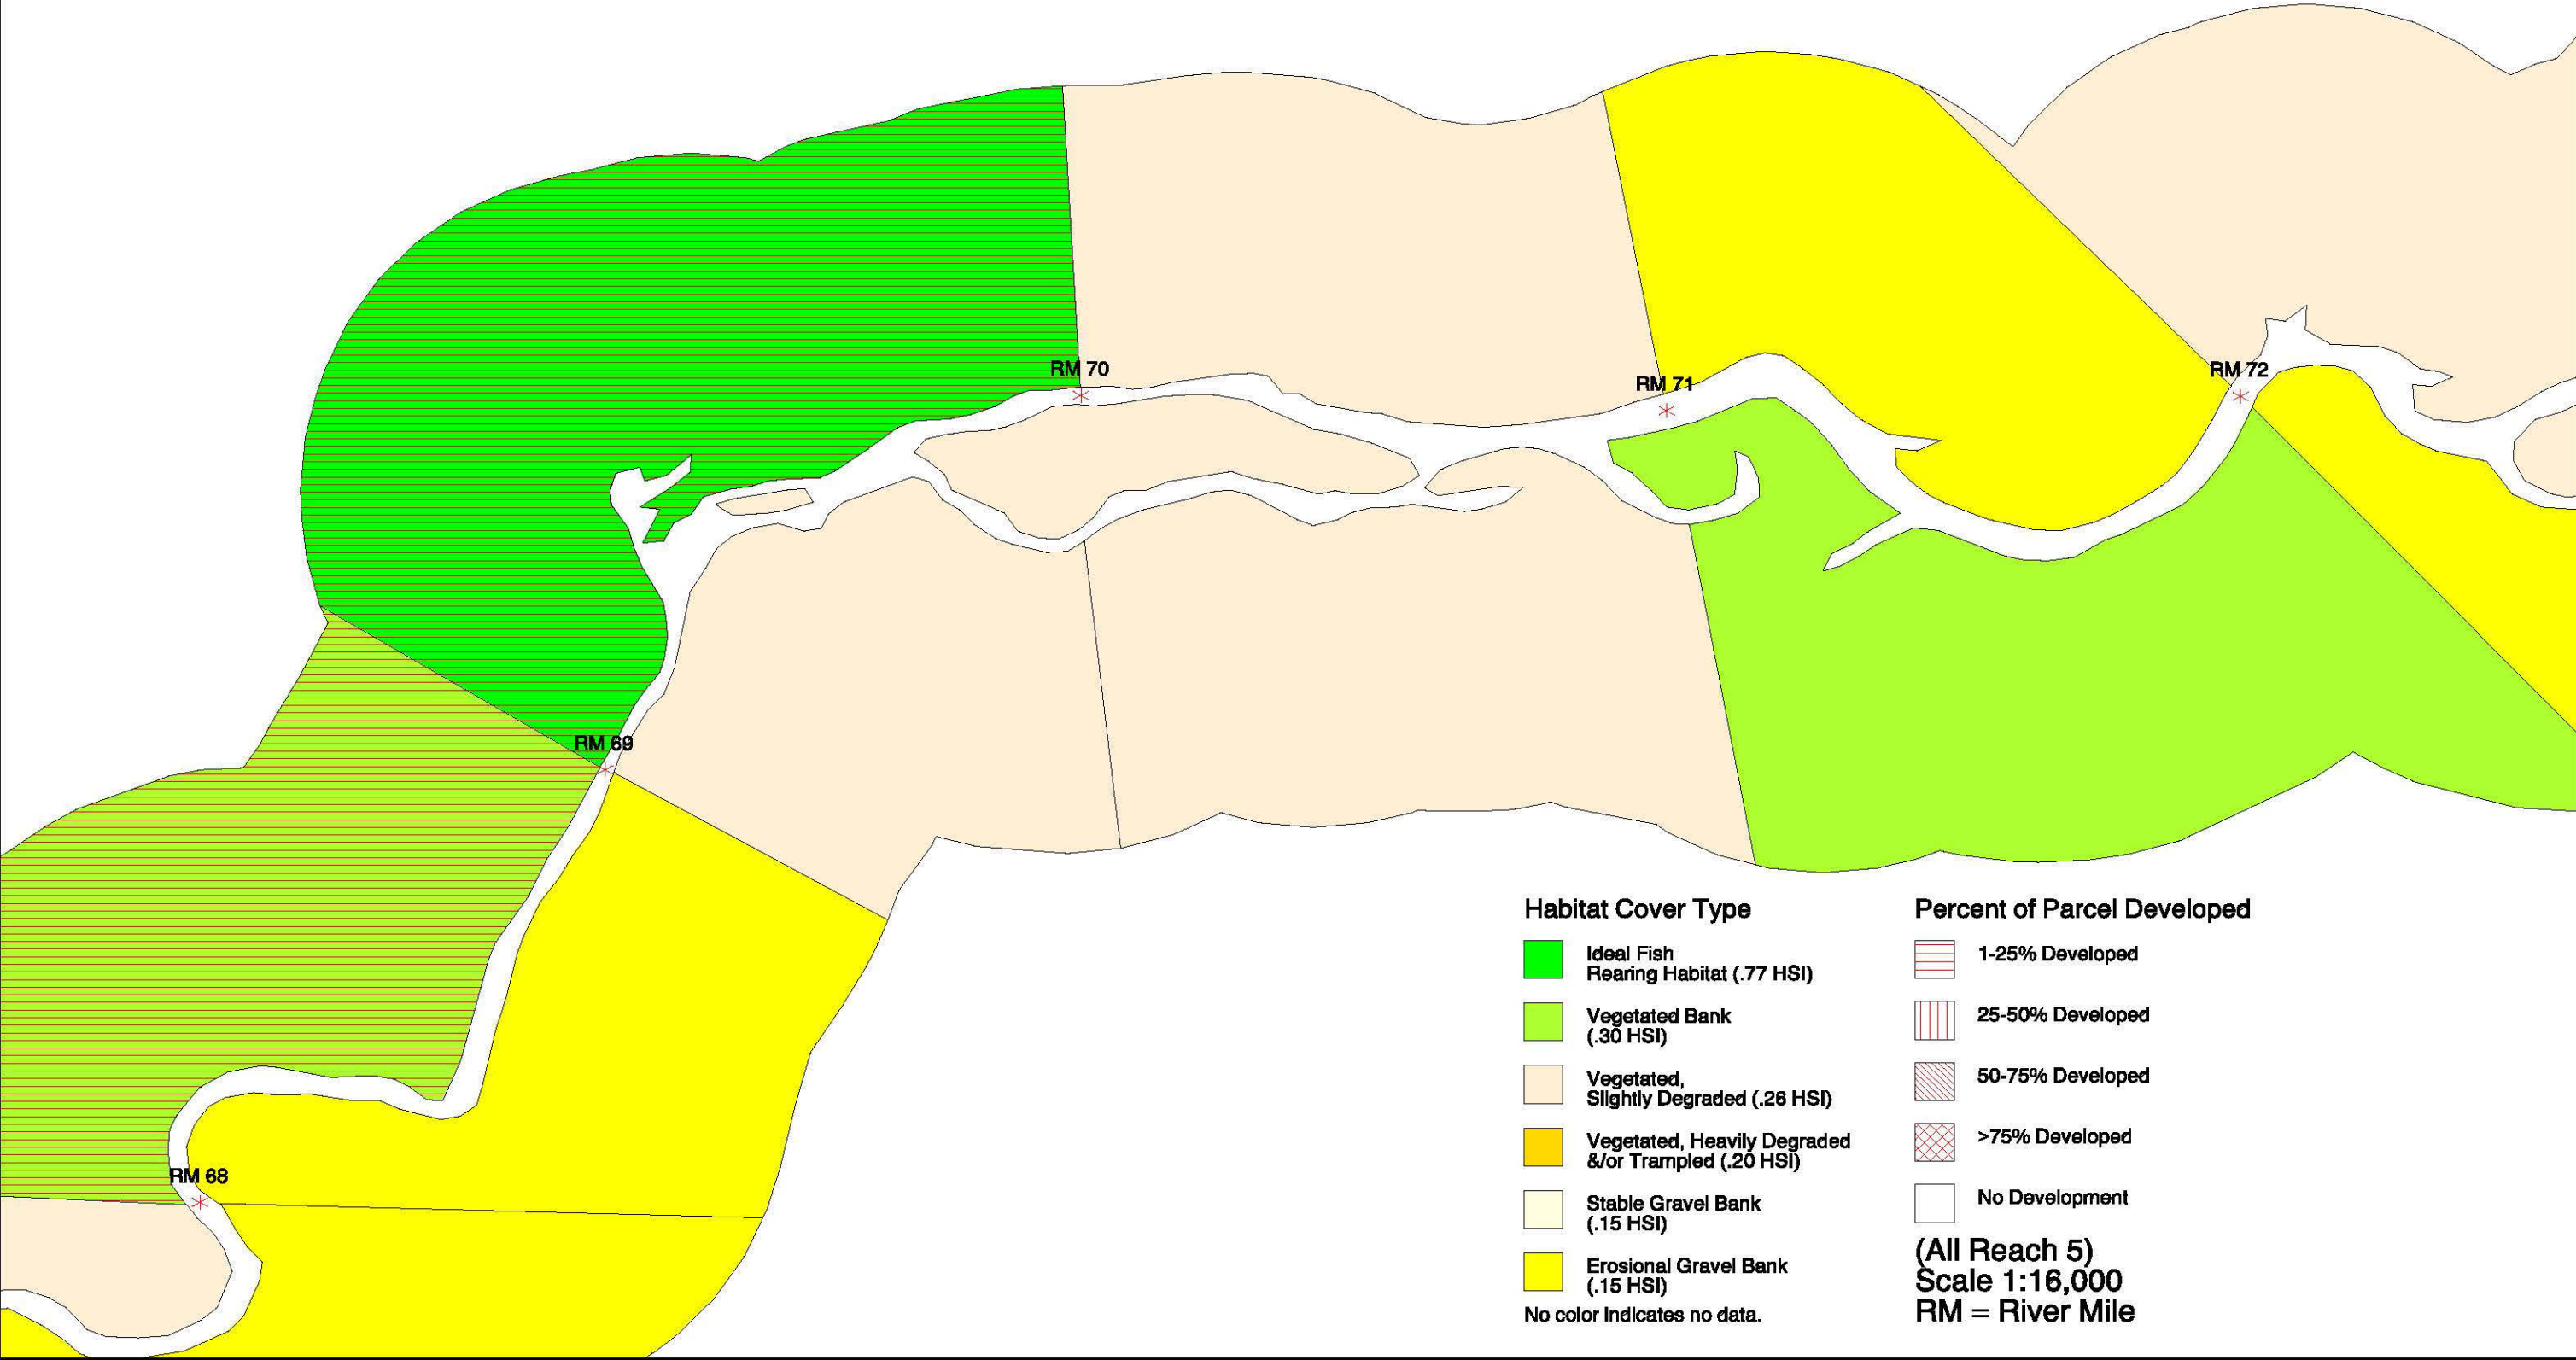 RM 70
RM 71
RM 72
RM 69
RM 68
Habitat Cover Type
Ideal Fish
Rearing Habitat (.77 HSI)
Vegetated Bank
(.30 HSI)
Vegetated,
Slightly Degraded (.26 HSI)
Vegetated, Heavily Degraded
&/or Trampled (.20 HSI)
Stable Gravel Bank
(.15 HSI)
Erosional Gravel Bank
(.15 HSI)
No color indicates no data.
Percent of Parcel Developed
1-25% Developed
25-50% Developed
50-75% Developed
>75% Developed
No Development
(All Reach 5)
Scale 1:16,000
RM = River Mile